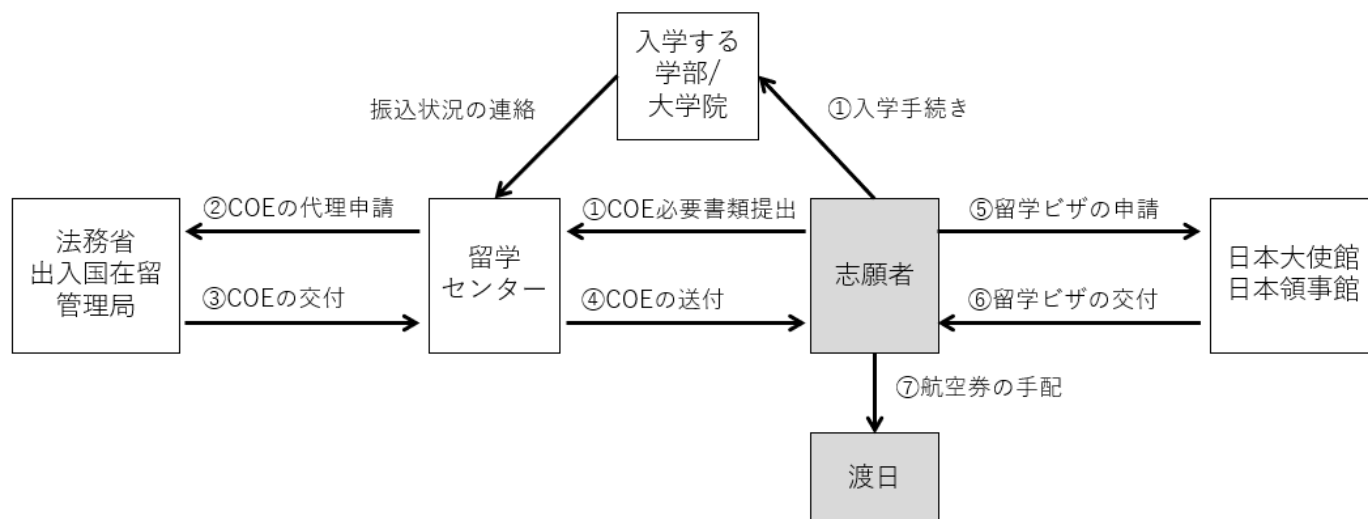 入学する
学部/
大学院
振込状況の連絡
①入学手続き
②COEの代理申請
①COE必要書類提出
⑤留学ビザの申請
法務省
出入国在留
管理局
留学
センター
志願者
日本大使館
日本領事館
③COEの交付
④COEの送付
⑥留学ビザの交付
⑦航空券の手配
渡日